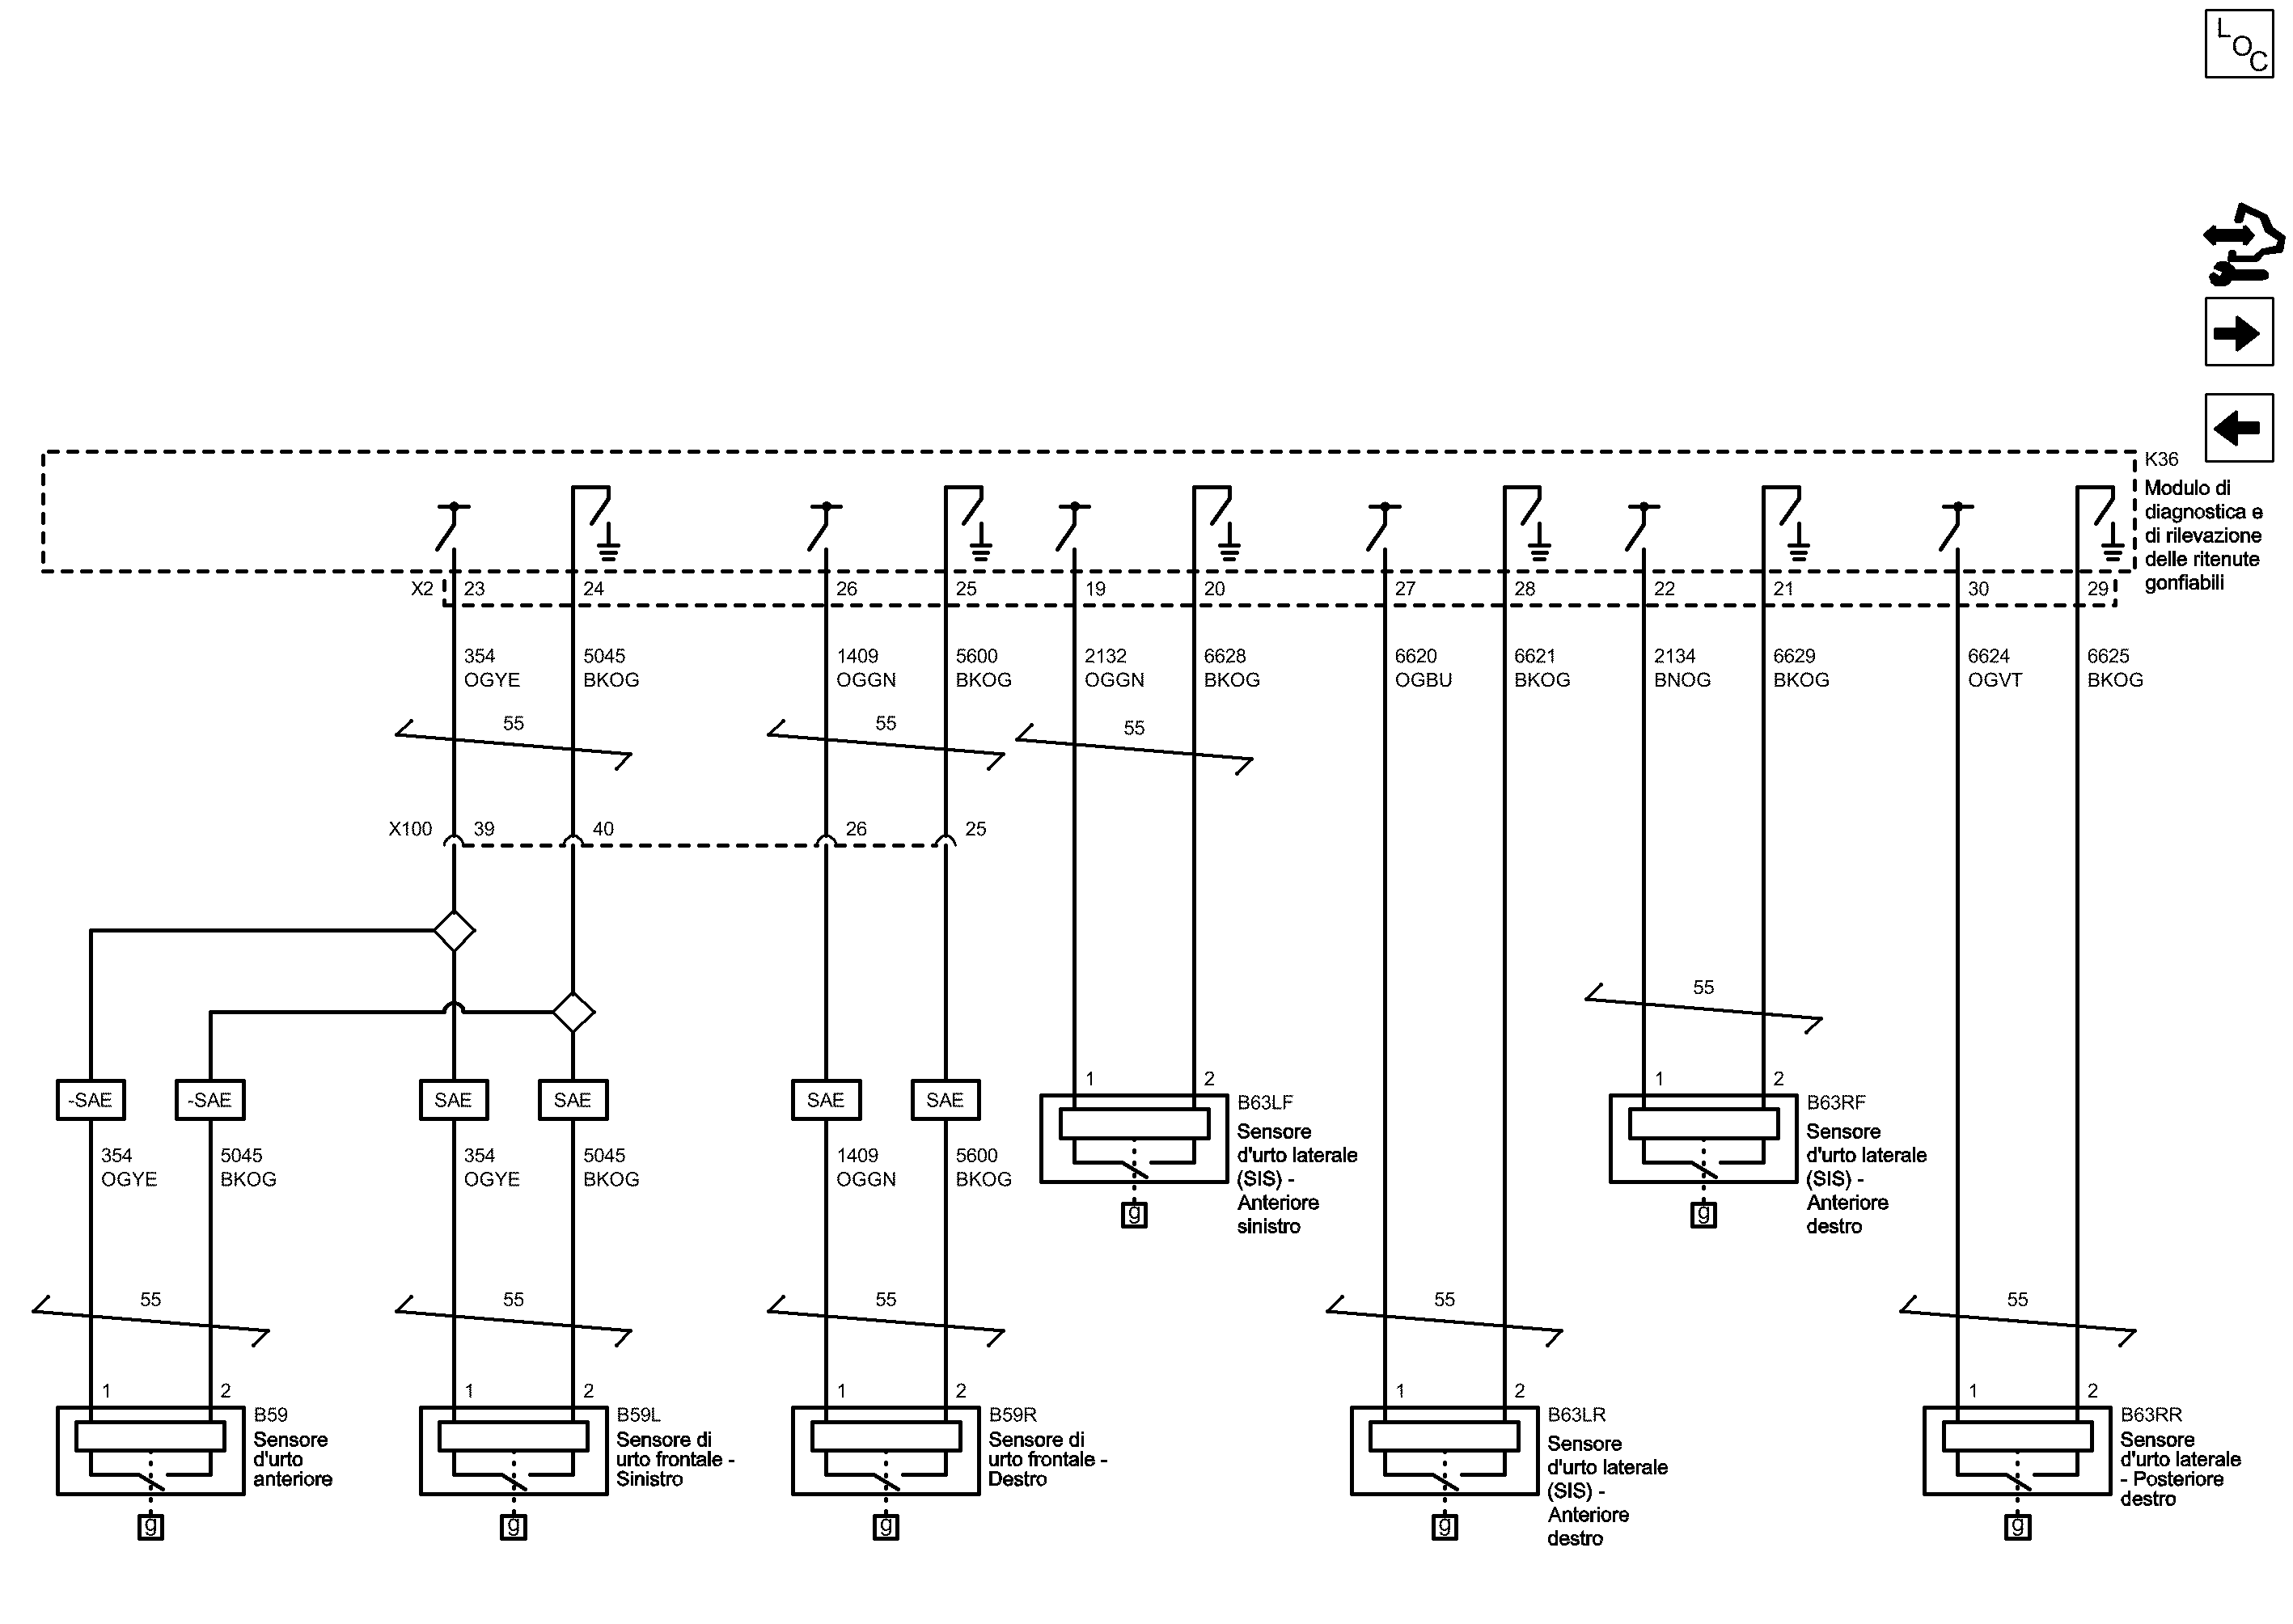 LOC
K36
Modulo di
diagnostica e
di rilevazione
delle ritenute
gonfiabili
X2 23 24 26 25 19 20 27 28 22 21 30 29
354 5045 1409 5600 2132 6628 6620 6621 2134 6629 6624 6625
OGYE BKOG OGGN BKOG OGGN BKOG OGBU BKOG BNOG BKOG OGVT BKOG
55 55 55
X100 39 40 26 25
55
1 2 1 2
-SAE -SAE SAE SAE SAE SAE
B63LF
Sensore
d'urto laterale
(SIS) -
Anteriore
sinistro
g
B63RF
Sensore
d'urto laterale
(SIS) -
Anteriore
destro
g
354 5045 354 5045 1409 5600
OGYE BKOG OGYE BKOG OGGN BKOG
55 55 55 55 55
1 2 1 2 1 2 1 2 1 2
B59
Sensore
d'urto
anteriore
g
B59L
Sensore di
urto frontale -
Sinistro
g
B59R
Sensore di
urto frontale -
Destro
g
B63LR
Sensore
d'urto laterale
(SIS) -
Anteriore
destro
g
B63RR
Sensore
d'urto laterale
- Posteriore
destro
g